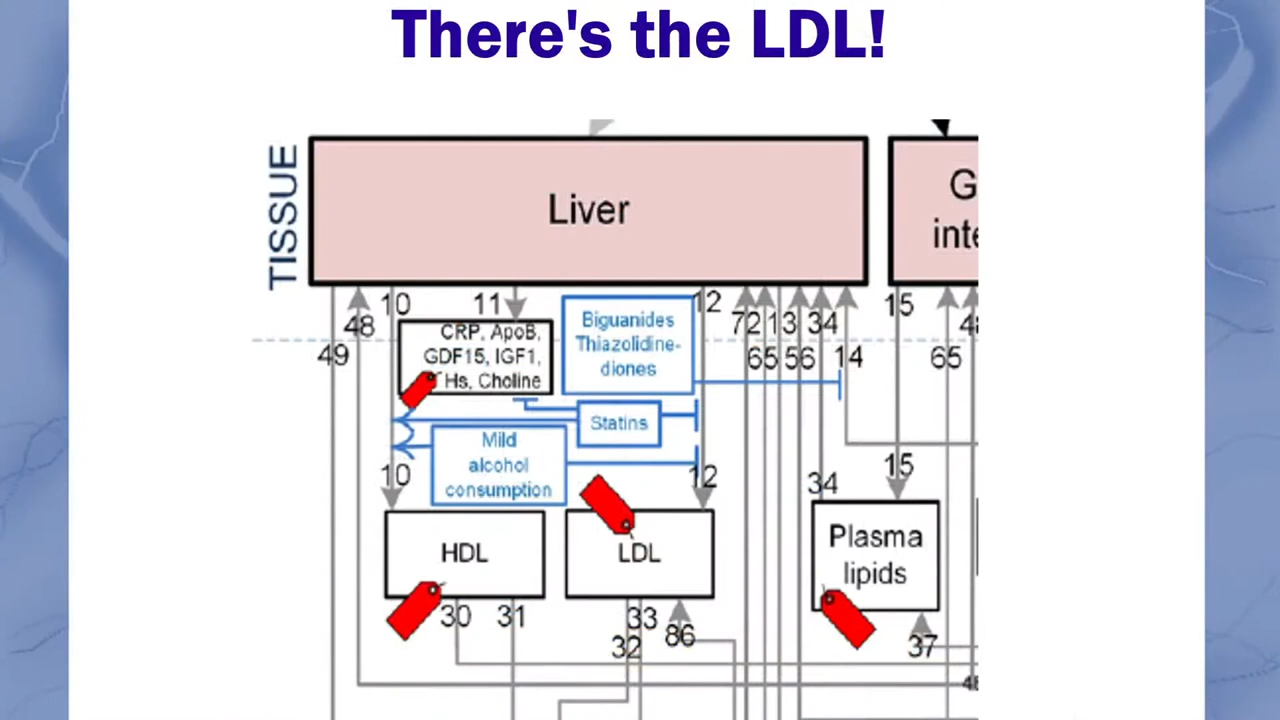 There's the LDL!
TISSUE
Liver
G
inte
10
11
12
15
48
72
13
34
49
65
56
14
65
CRP, ApoB,
GDF15, IGF1,
Hs, Choline
Biguanides
Thiazolidine-
diones
Statins
Mild
alcohol
consumption
10
12
34
15
HDL
LDL
Plasma
lipids
30
31
32
33
86
37